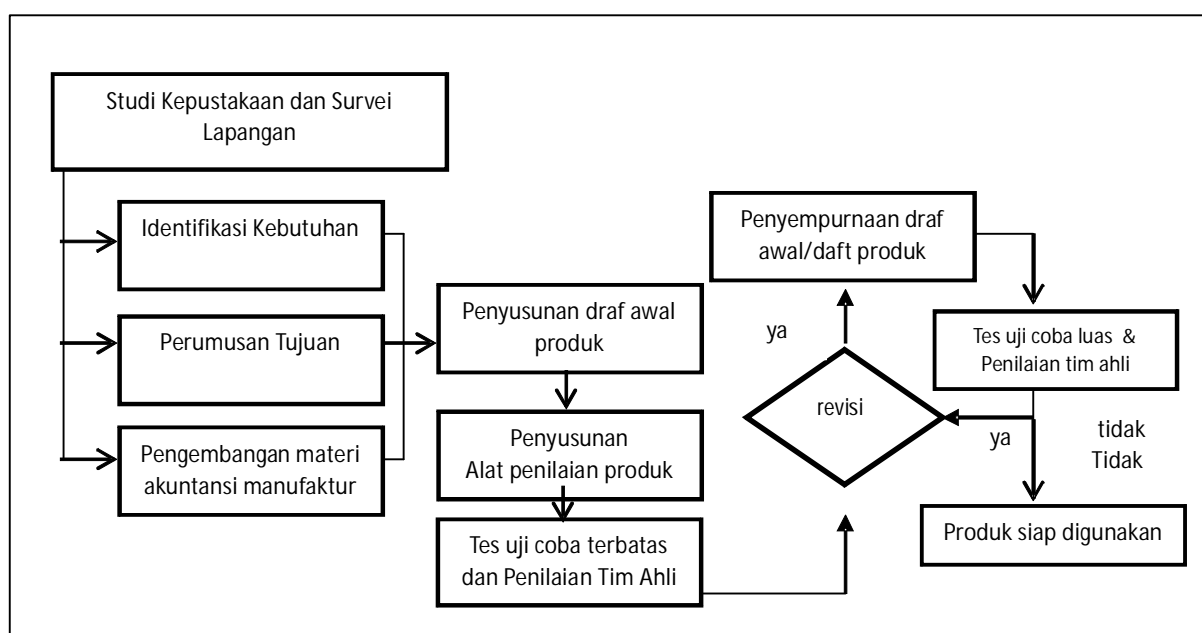 Studi Kepustakaan dan Survei
Lapangan
Identifikasi Kebutuhan
Perumusan Tujuan
Pengembangan materi
akuntansi manufaktur
Penyusunan draf awal
produk
Penyusunan
Alat penilaian produk
Tes uji coba terbatas
dan Penilaian Tim Ahli
revisi
ya
Penyempurnaan draf
awal/daft produk
Tes uji coba luas &
Penilaian tim ahli
ya
tidak
Tidak
Produk siap digunakan